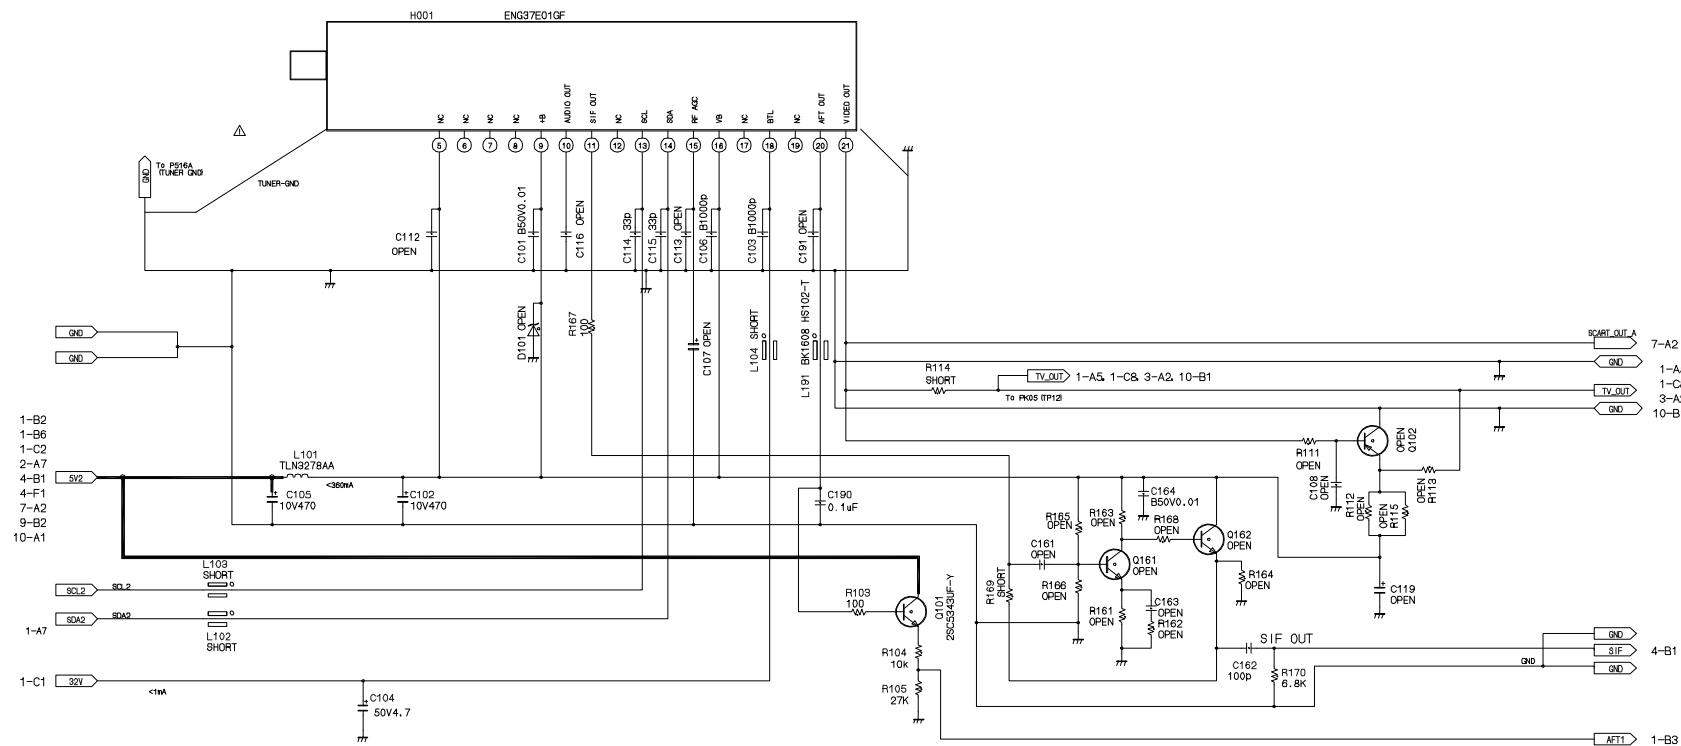 H001 ENG37E01GF
NC NC NC NC +B AUDIO OUT SIF OUT NC SCL SDA RF AGC VB NC BTL NC AFT OUT VIDEO OUT
5 6 7 8 9 10 11 12 13 14 15 16 17 18 19 20 21
GND
To P516A
(TUNER GND)
TUNER-GND
C112
OPEN
C101 B50V0.01
C116 OPEN
C114 33p
C115 33p
C113 OPEN
C106 B1000p
C103 B1000p
C191 OPEN
D101 OPEN
R167
100
C107 OPEN
L104 SHORT
L191 BK1608 HS102-T
GND
GND
SCART_OUT_A
7-A2
GND
R114
SHORT
TV_OUT
1-A5, 1-C8, 3-A2, 10-B1
To PK05 (TP12)
TV_OUT
GND
1-A
1-C
3-A
10-B
R111
OPEN
C108
OPEN
Q102
OPEN
R113
OPEN
R112
OPEN
R115
OPEN
C119
OPEN
1-B2
1-B6
1-C2
2-A7
4-B1
4-F1
7-A2
9-B2
10-A1
5V2
L101
TLN3278AA
<360mA
C105
10V470
C102
10V470
C190
0.1uF
C164
B50V0.01
R165
OPEN
R163
OPEN
R168
OPEN
Q162
OPEN
C161
OPEN
Q161
OPEN
R166
OPEN
R164
OPEN
R169
SHORT
R161
OPEN
C163
OPEN
R162
OPEN
L103
SHORT
SCL2
SCL2
SDA2
SDA2
1-A7
L102
SHORT
R103
100
Q101
2SC5343UF-Y
R104
10k
R105
27K
SIF OUT
C162
100p
R170
6.8K
GND
GND
SIF
4-B1
GND
1-C1
32V
<1mA
C104
50V4.7
AFT1
1-B3